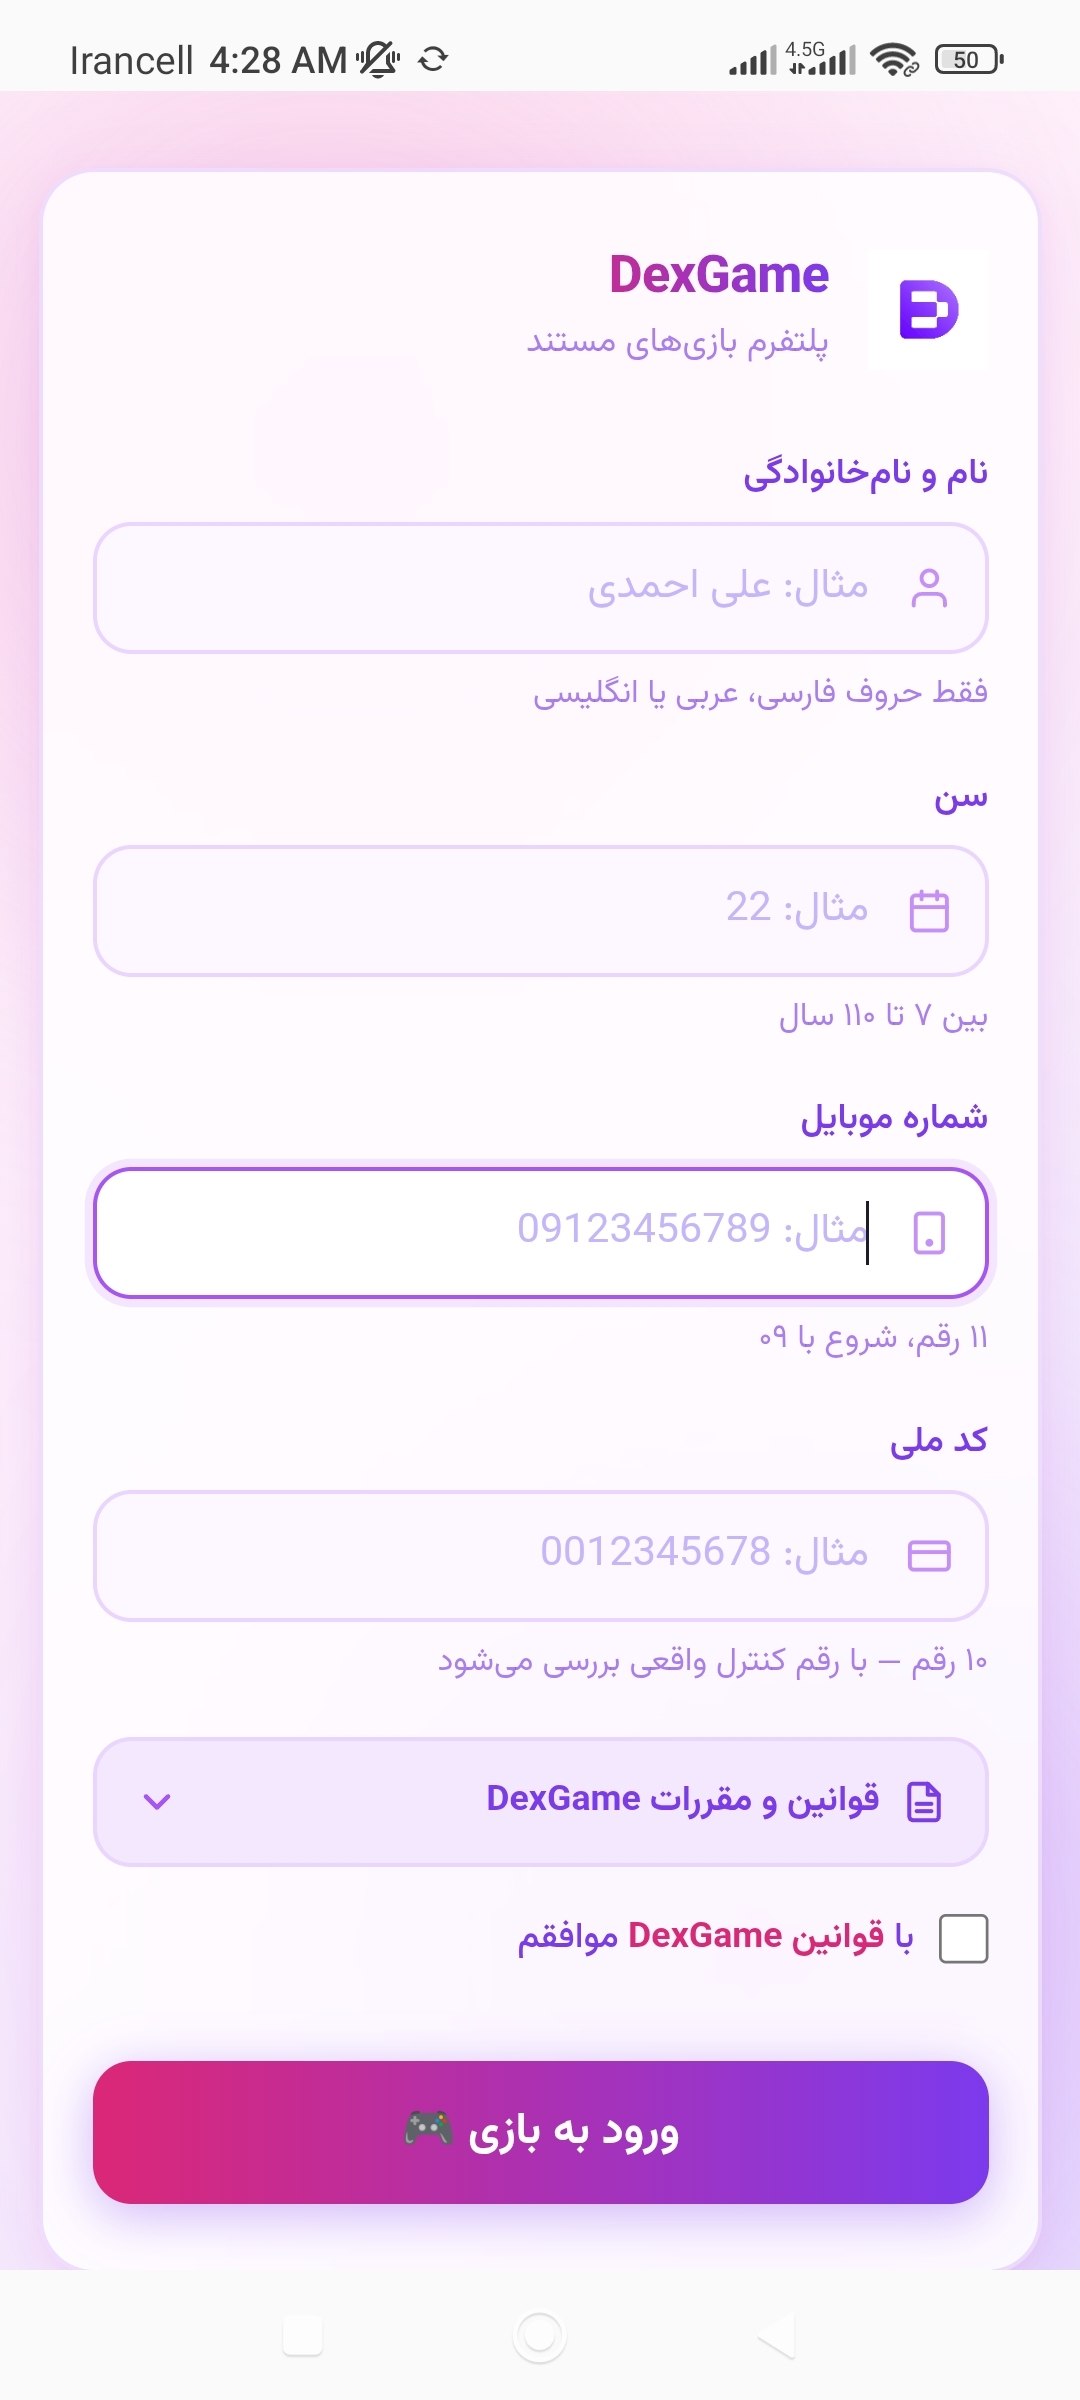 Irancell 4:28 AM 4.5G 50
DexGame
پلتفرم بازی‌های مستند
نام و نام‌خانوادگی
مثال: علی احمدی
فقط حروف فارسی، عربی یا انگلیسی
سن
مثال: 22
بین ۷ تا ۱۱۰ سال
شماره موبایل
مثال: 09123456789
۱۱ رقم، شروع با ۰۹
کد ملی
مثال: 0012345678
۱۰ رقم — با رقم کنترل واقعی بررسی می‌شود
قوانین و مقررات DexGame
با قوانین DexGame موافقم
ورود به بازی 🎮